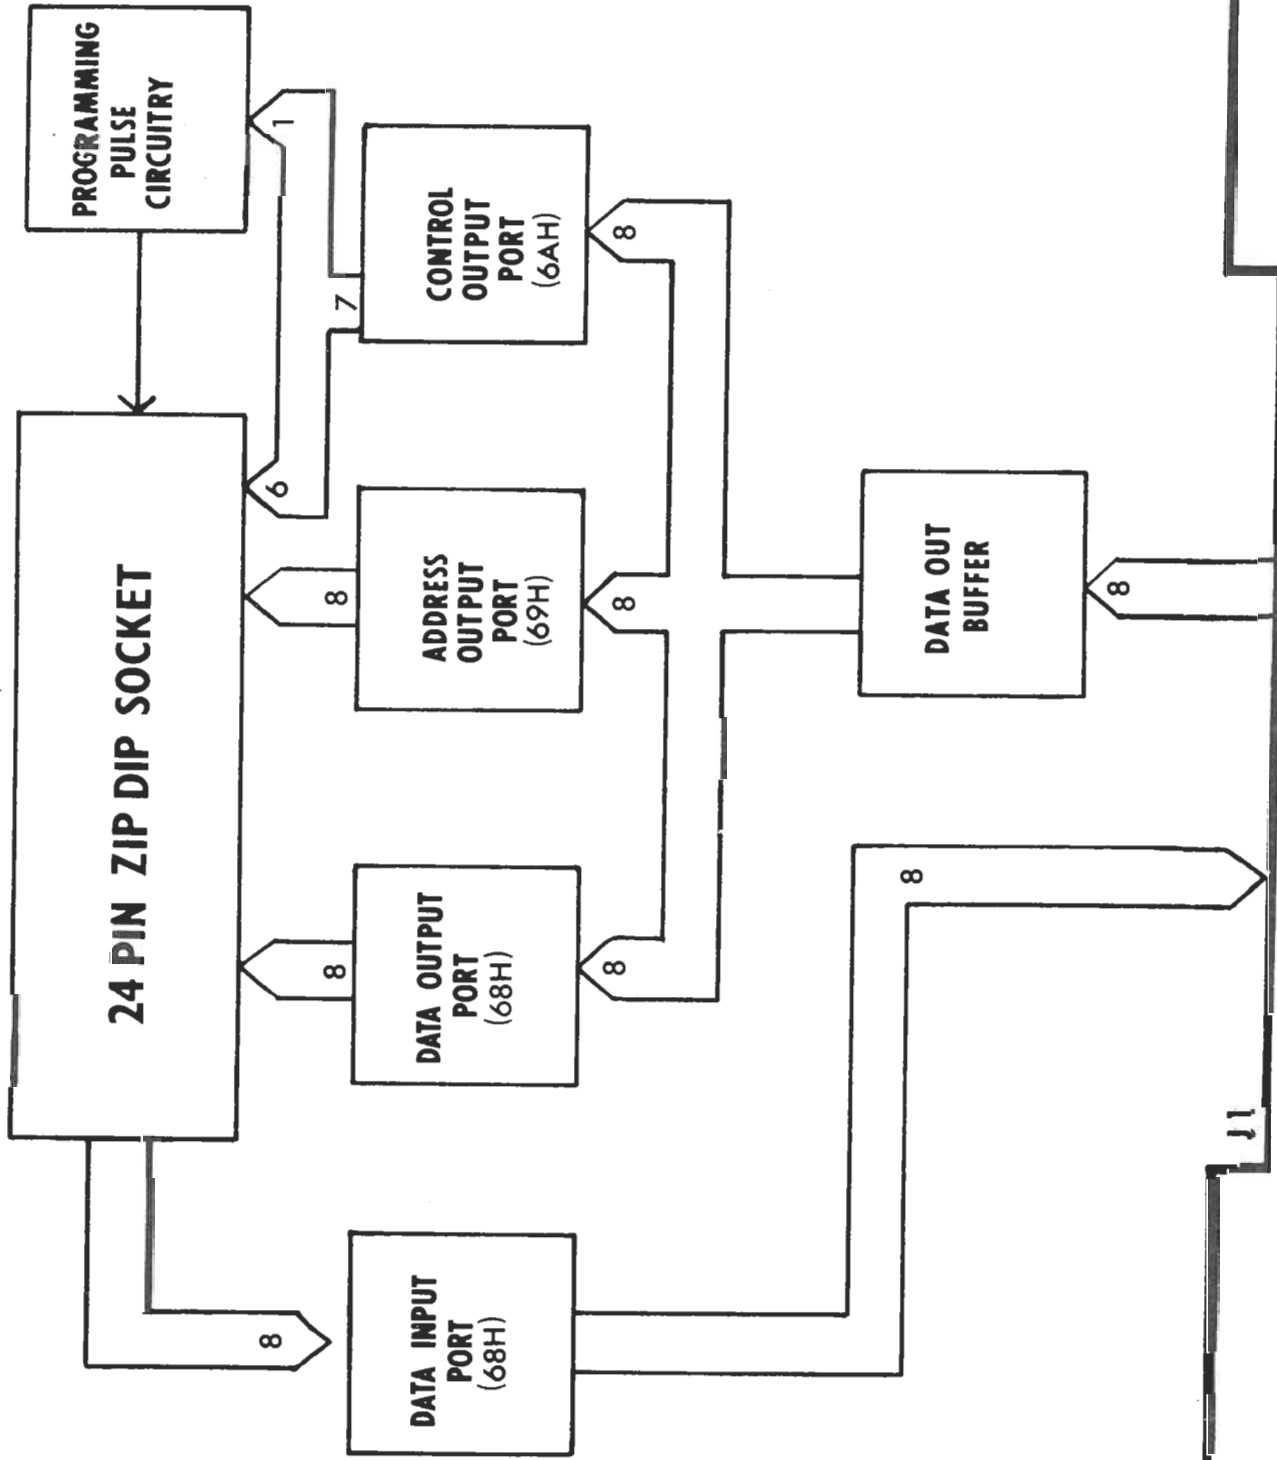 24 PIN ZIP DIP SOCKET
PROGRAMMING
PULSE
CIRCUITRY
8
8
8
6
1
7
DATA INPUT
PORT
(68H)
DATA OUTPUT
PORT
(68H)
ADDRESS
OUTPUT
PORT
(69H)
CONTROL
OUTPUT
PORT
(6AH)
8
8
8
8
DATA OUT
BUFFER
8
J1